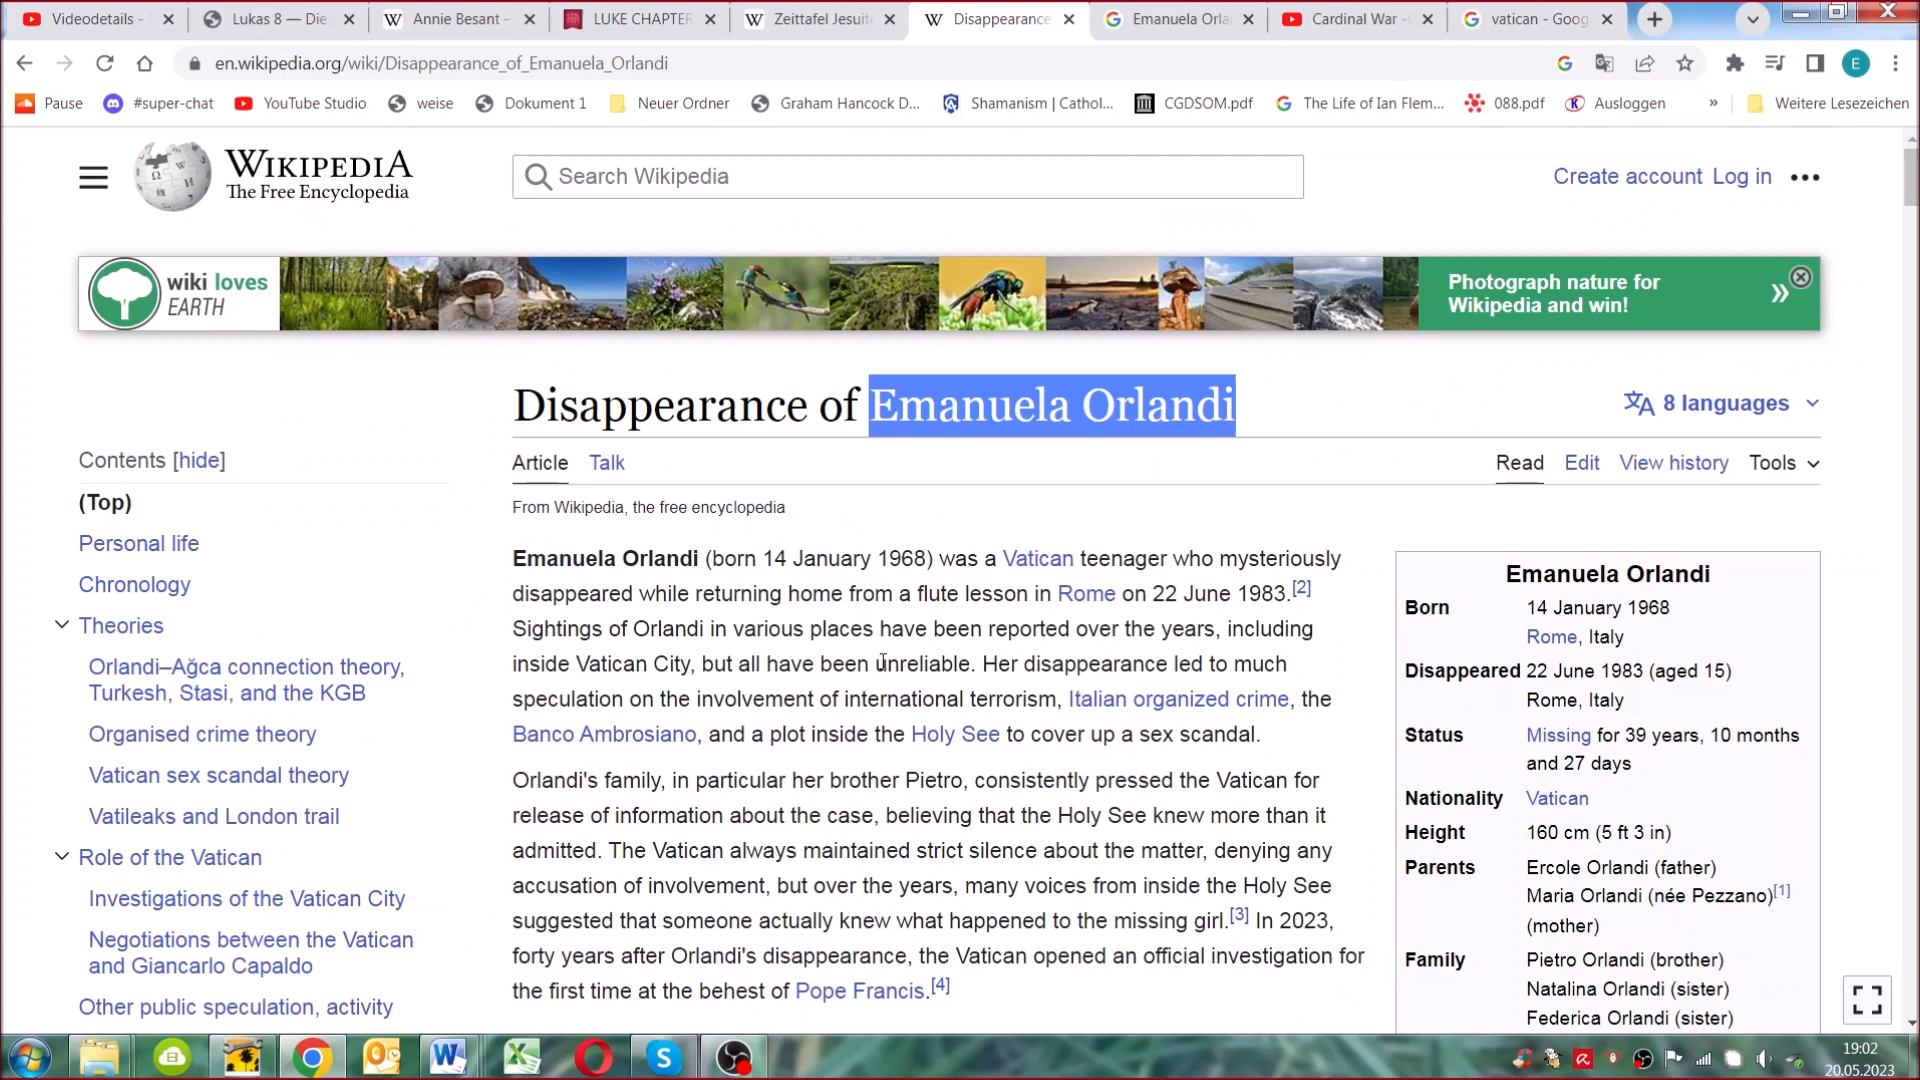 Videodetails -
Lukas 8 — Die
Annie Besant -
LUKE CHAPTER
Zeittafel Jesuite
Disappearance
Emanuela Orla
Cardinal War -
vatican - Goog
en.wikipedia.org/wiki/Disappearance_of_Emanuela_Orlandi
E
Pause
#super-chat
YouTube Studio
weise
Dokument 1
Neuer Ordner
Graham Hancock D...
Shamanism | Cathol...
CGDSOM.pdf
The Life of Ian Flem...
088.pdf
Ausloggen
»
Weitere Lesezeichen
WIKIPEDIA
The Free Encyclopedia
Search Wikipedia
Create account
Log in
wiki loves
EARTH
Photograph nature for
Wikipedia and win!
Disappearance of Emanuela Orlandi
8 languages
Article
Talk
Read
Edit
View history
Tools
From Wikipedia, the free encyclopedia
Contents [hide]
(Top)
Personal life
Chronology
Theories
Orlandi–Ağca connection theory,
Turkesh, Stasi, and the KGB
Organised crime theory
Vatican sex scandal theory
Vatileaks and London trail
Role of the Vatican
Investigations of the Vatican City
Negotiations between the Vatican
and Giancarlo Capaldo
Other public speculation, activity
Emanuela Orlandi (born 14 January 1968) was a Vatican teenager who mysteriously
disappeared while returning home from a flute lesson in Rome on 22 June 1983.[2]
Sightings of Orlandi in various places have been reported over the years, including
inside Vatican City, but all have been unreliable. Her disappearance led to much
speculation on the involvement of international terrorism, Italian organized crime, the
Banco Ambrosiano, and a plot inside the Holy See to cover up a sex scandal.
Orlandi's family, in particular her brother Pietro, consistently pressed the Vatican for
release of information about the case, believing that the Holy See knew more than it
admitted. The Vatican always maintained strict silence about the matter, denying any
accusation of involvement, but over the years, many voices from inside the Holy See
suggested that someone actually knew what happened to the missing girl.[3] In 2023,
forty years after Orlandi's disappearance, the Vatican opened an official investigation for
the first time at the behest of Pope Francis.[4]
Emanuela Orlandi
Born 14 January 1968
Rome, Italy
Disappeared 22 June 1983 (aged 15)
Rome, Italy
Status Missing for 39 years, 10 months
and 27 days
Nationality Vatican
Height 160 cm (5 ft 3 in)
Parents Ercole Orlandi (father)
Maria Orlandi (née Pezzano)[1]
(mother)
Family Pietro Orlandi (brother)
Natalina Orlandi (sister)
Federica Orlandi (sister)
19:02
20.05.2023